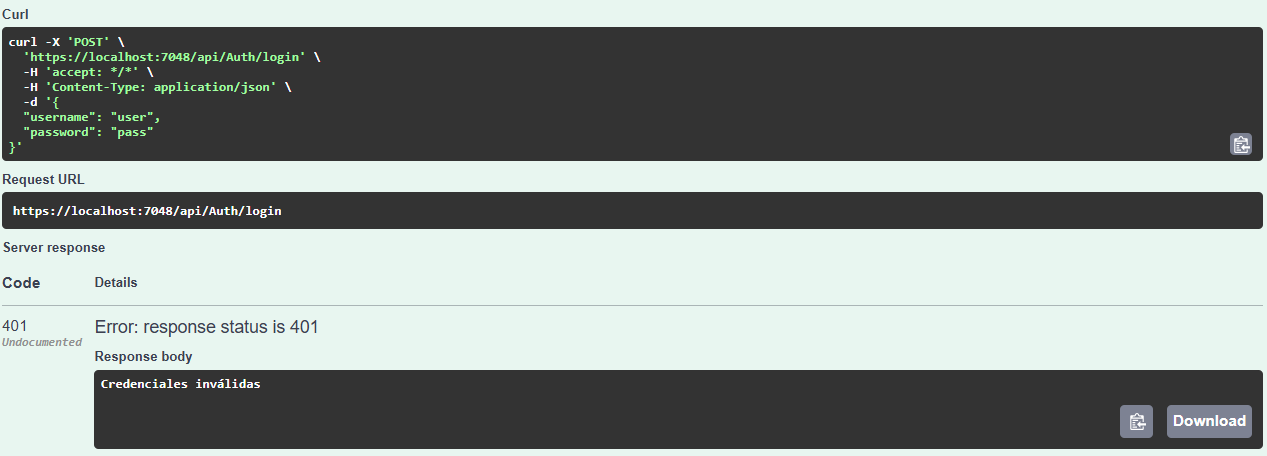 Curl
curl -X 'POST' \
  'https://localhost:7048/api/Auth/login' \
  -H 'accept: */*' \
  -H 'Content-Type: application/json' \
  -d '{
  "username": "user",
  "password": "pass"
}'
Request URL
https://localhost:7048/api/Auth/login
Server response
Code Details
401 Error: response status is 401
Undocumented
Response body
Credenciales inválidas
Download